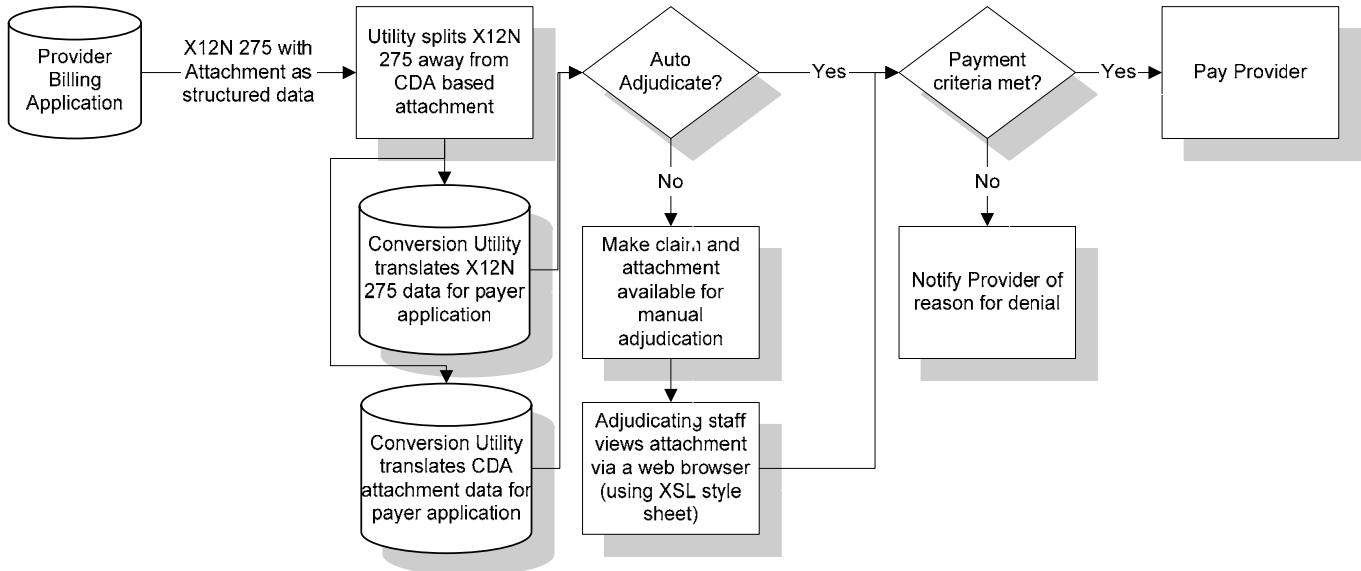 Provider
Billing
Application
X12N 275 with
Attachment as
structured data
Utility splits X12N
275 away from
CDA based
attachment
Conversion Utility
translates X12N
275 data for payer
application
Conversion Utility
translates CDA
attachment data for
payer application
Auto
Adjudicate?
Yes
No
Make claim and
attachment
available for
manual
adjudication
Adjudicating staff
views attachment
via a web browser
(using XSL style
sheet)
Payment
criteria met?
Yes
No
Notify Provider of
reason for denial
Pay Provider